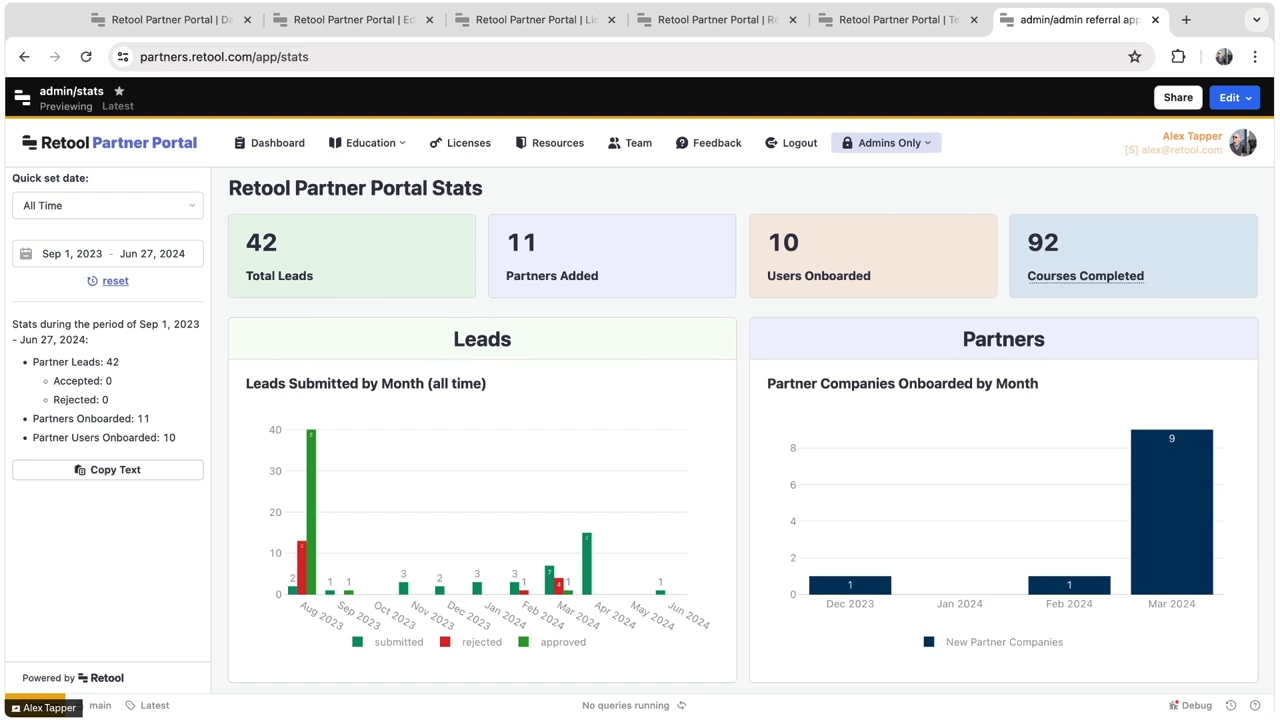 Retool Partner Portal | Da
Retool Partner Portal | Ed
Retool Partner Portal | Lic
Retool Partner Portal | Re
Retool Partner Portal | Te
admin/admin referral app
partners.retool.com/app/stats
admin/stats
Previewing Latest
Share
Edit
Retool Partner Portal
Dashboard
Education
Licenses
Resources
Team
Feedback
Logout
Admins Only
Alex Tapper
[S] alex@retool.com
Quick set date:
All Time
Sep 1, 2023 - Jun 27, 2024
reset
Stats during the period of Sep 1, 2023
- Jun 27, 2024:
Partner Leads: 42
Accepted: 0
Rejected: 0
Partners Onboarded: 11
Partner Users Onboarded: 10
Copy Text
Powered by Retool
Retool Partner Portal Stats
42
Total Leads
11
Partners Added
10
Users Onboarded
92
Courses Completed
Leads
Leads Submitted by Month (all time)
40
30
20
10
0
2
1
1
3
2
3
3
1
7
4
1
1
Aug 2023
Sep 2023
Oct 2023
Nov 2023
Dec 2023
Jan 2024
Feb 2024
Mar 2024
Apr 2024
May 2024
Jun 2024
submitted
rejected
approved
Partners
Partner Companies Onboarded by Month
8
6
4
2
0
1
1
9
Dec 2023
Jan 2024
Feb 2024
Mar 2024
New Partner Companies
Alex Tapper
main
Latest
No queries running
Debug